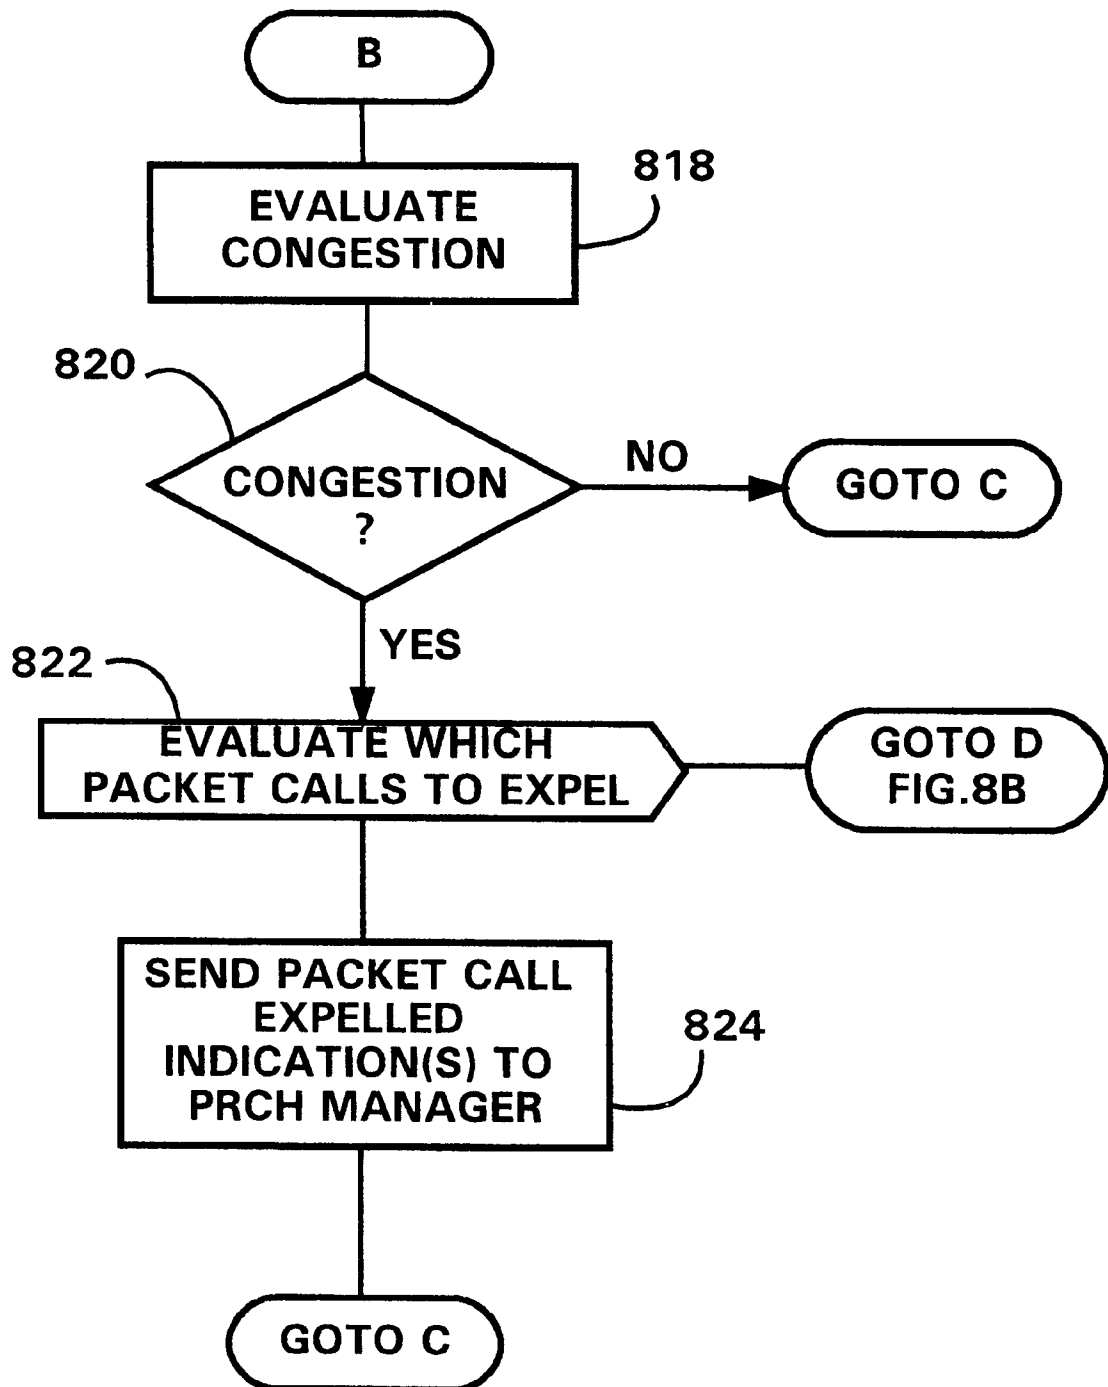 B
818
EVALUATE
CONGESTION
820
CONGESTION
?
NO
GOTO C
YES
822
EVALUATE WHICH
PACKET CALLS TO EXPEL
GOTO D
FIG.8B
SEND PACKET CALL
EXPELLED
INDICATION(S) TO
PRCH MANAGER
824
GOTO C